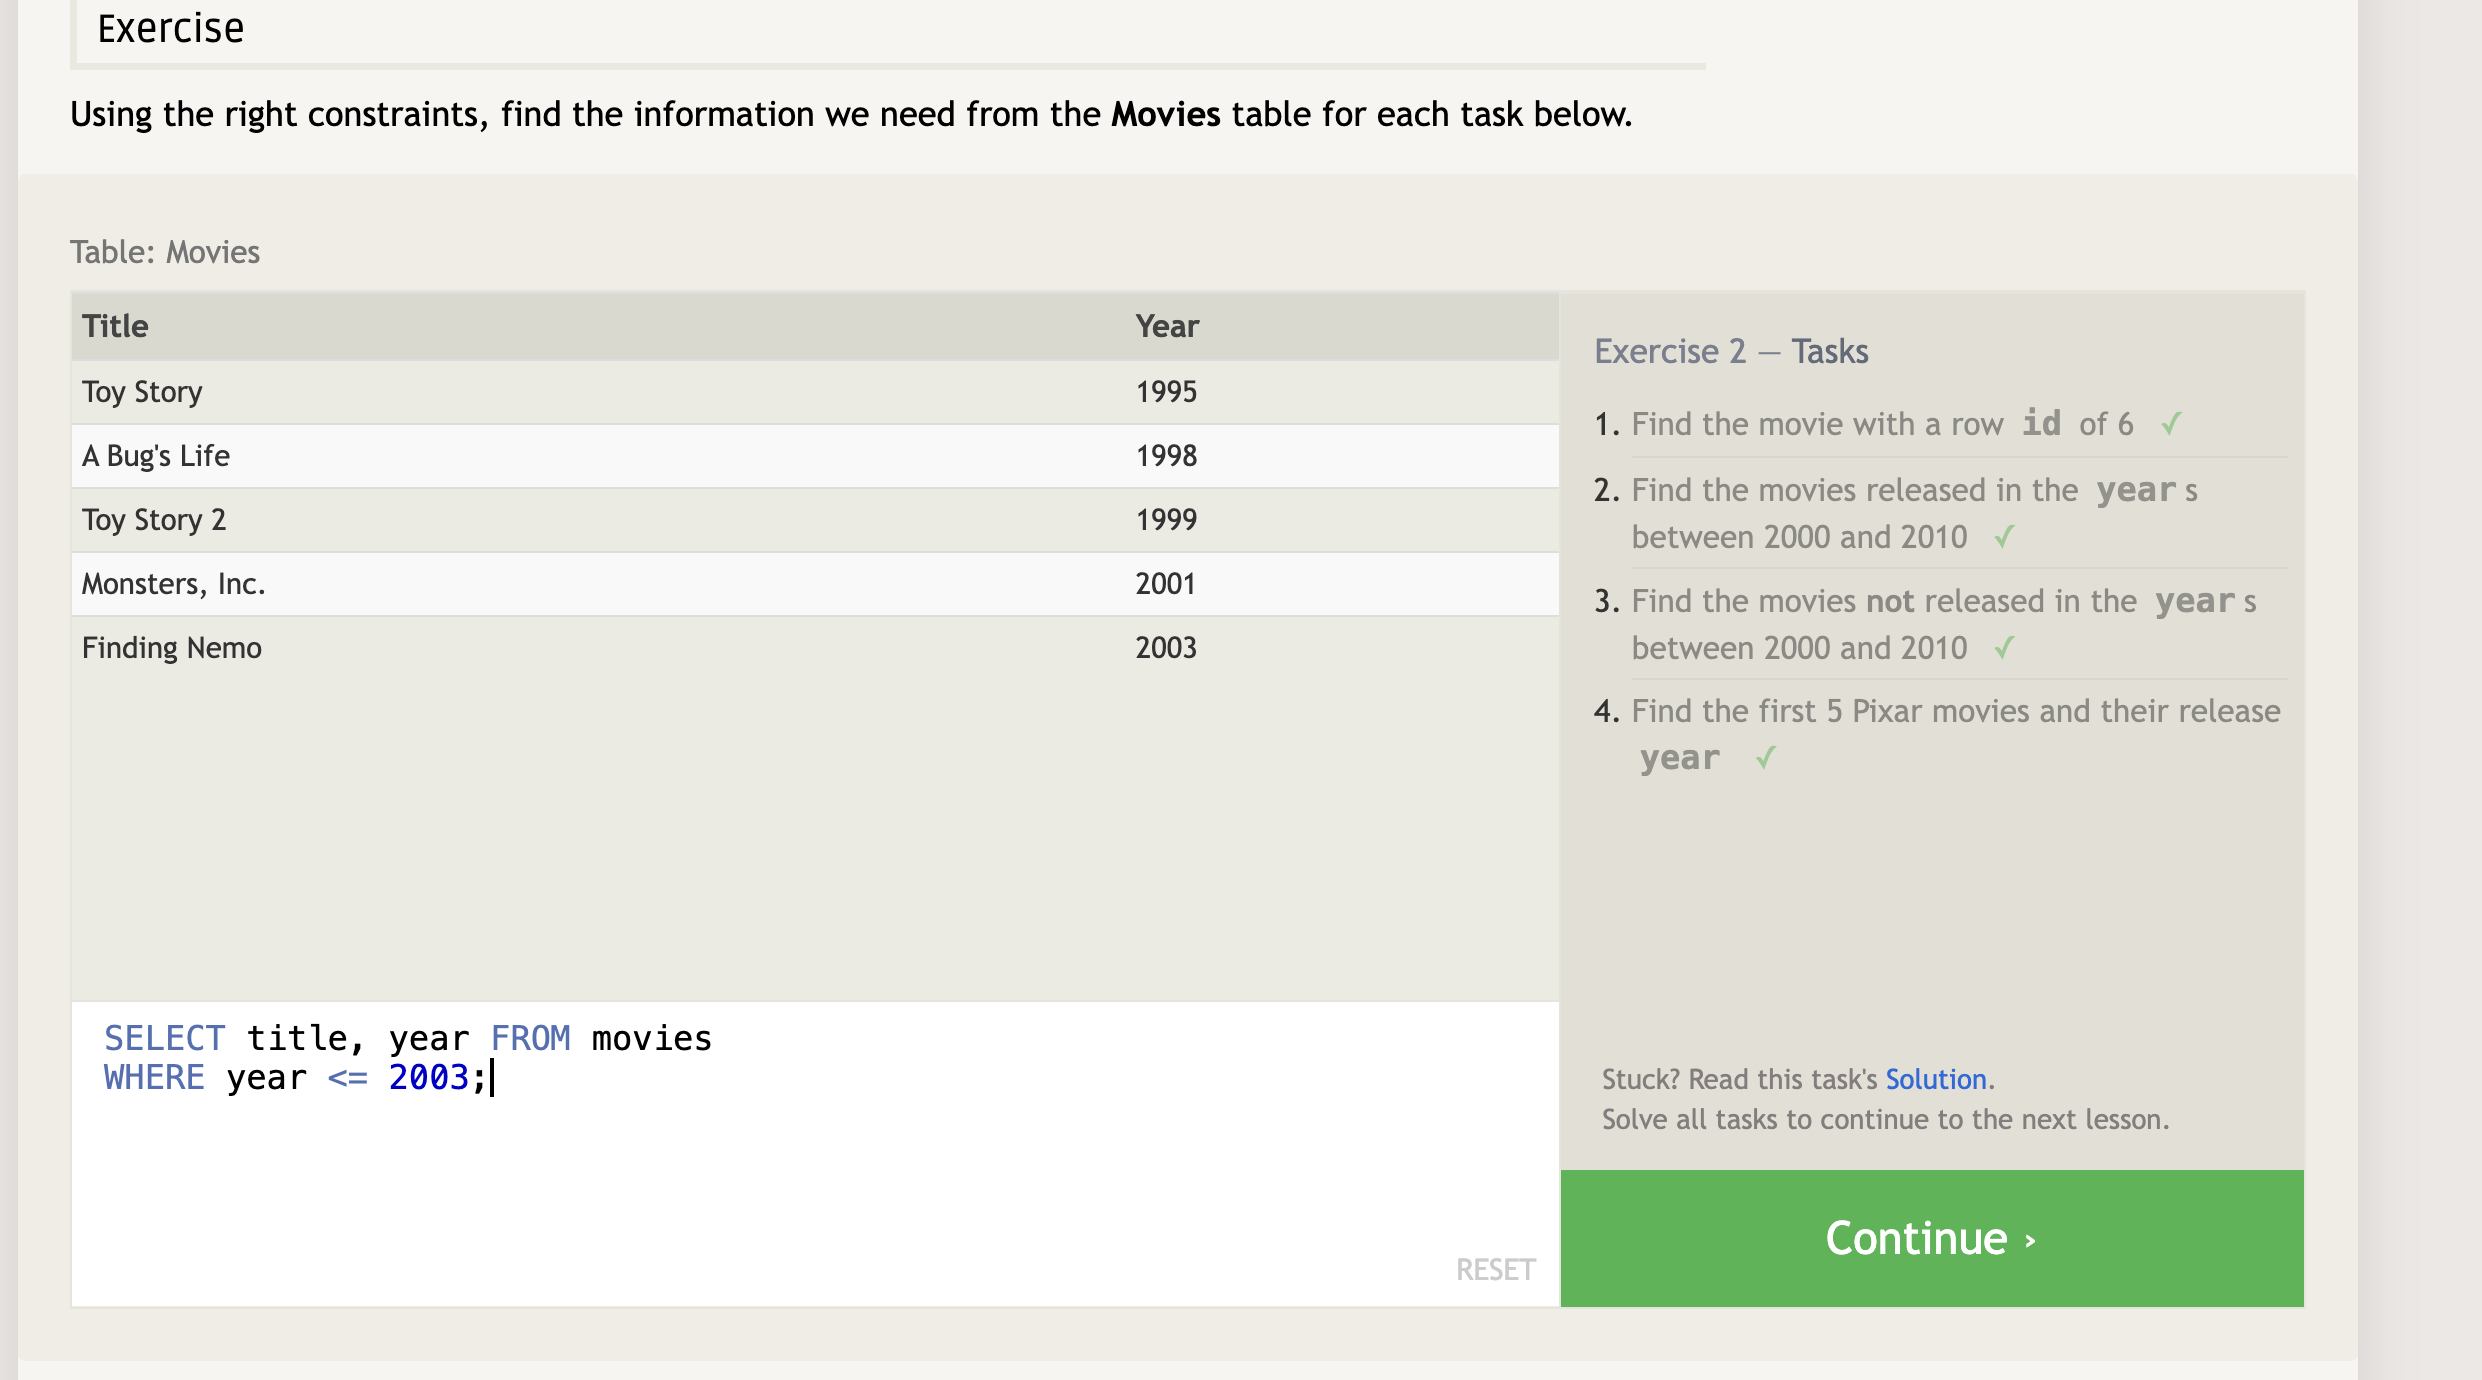 Exercise
Using the right constraints, find the information we need from the Movies table for each task below.
Table: Movies
Title Year
Toy Story 1995
A Bug's Life 1998
Toy Story 2 1999
Monsters, Inc. 2001
Finding Nemo 2003
SELECT title, year FROM movies
WHERE year <= 2003;
RESET
Exercise 2 — Tasks
1. Find the movie with a row id of 6 ✓
2. Find the movies released in the year s
between 2000 and 2010 ✓
3. Find the movies not released in the year s
between 2000 and 2010 ✓
4. Find the first 5 Pixar movies and their release
year ✓
Stuck? Read this task's Solution.
Solve all tasks to continue to the next lesson.
Continue ›